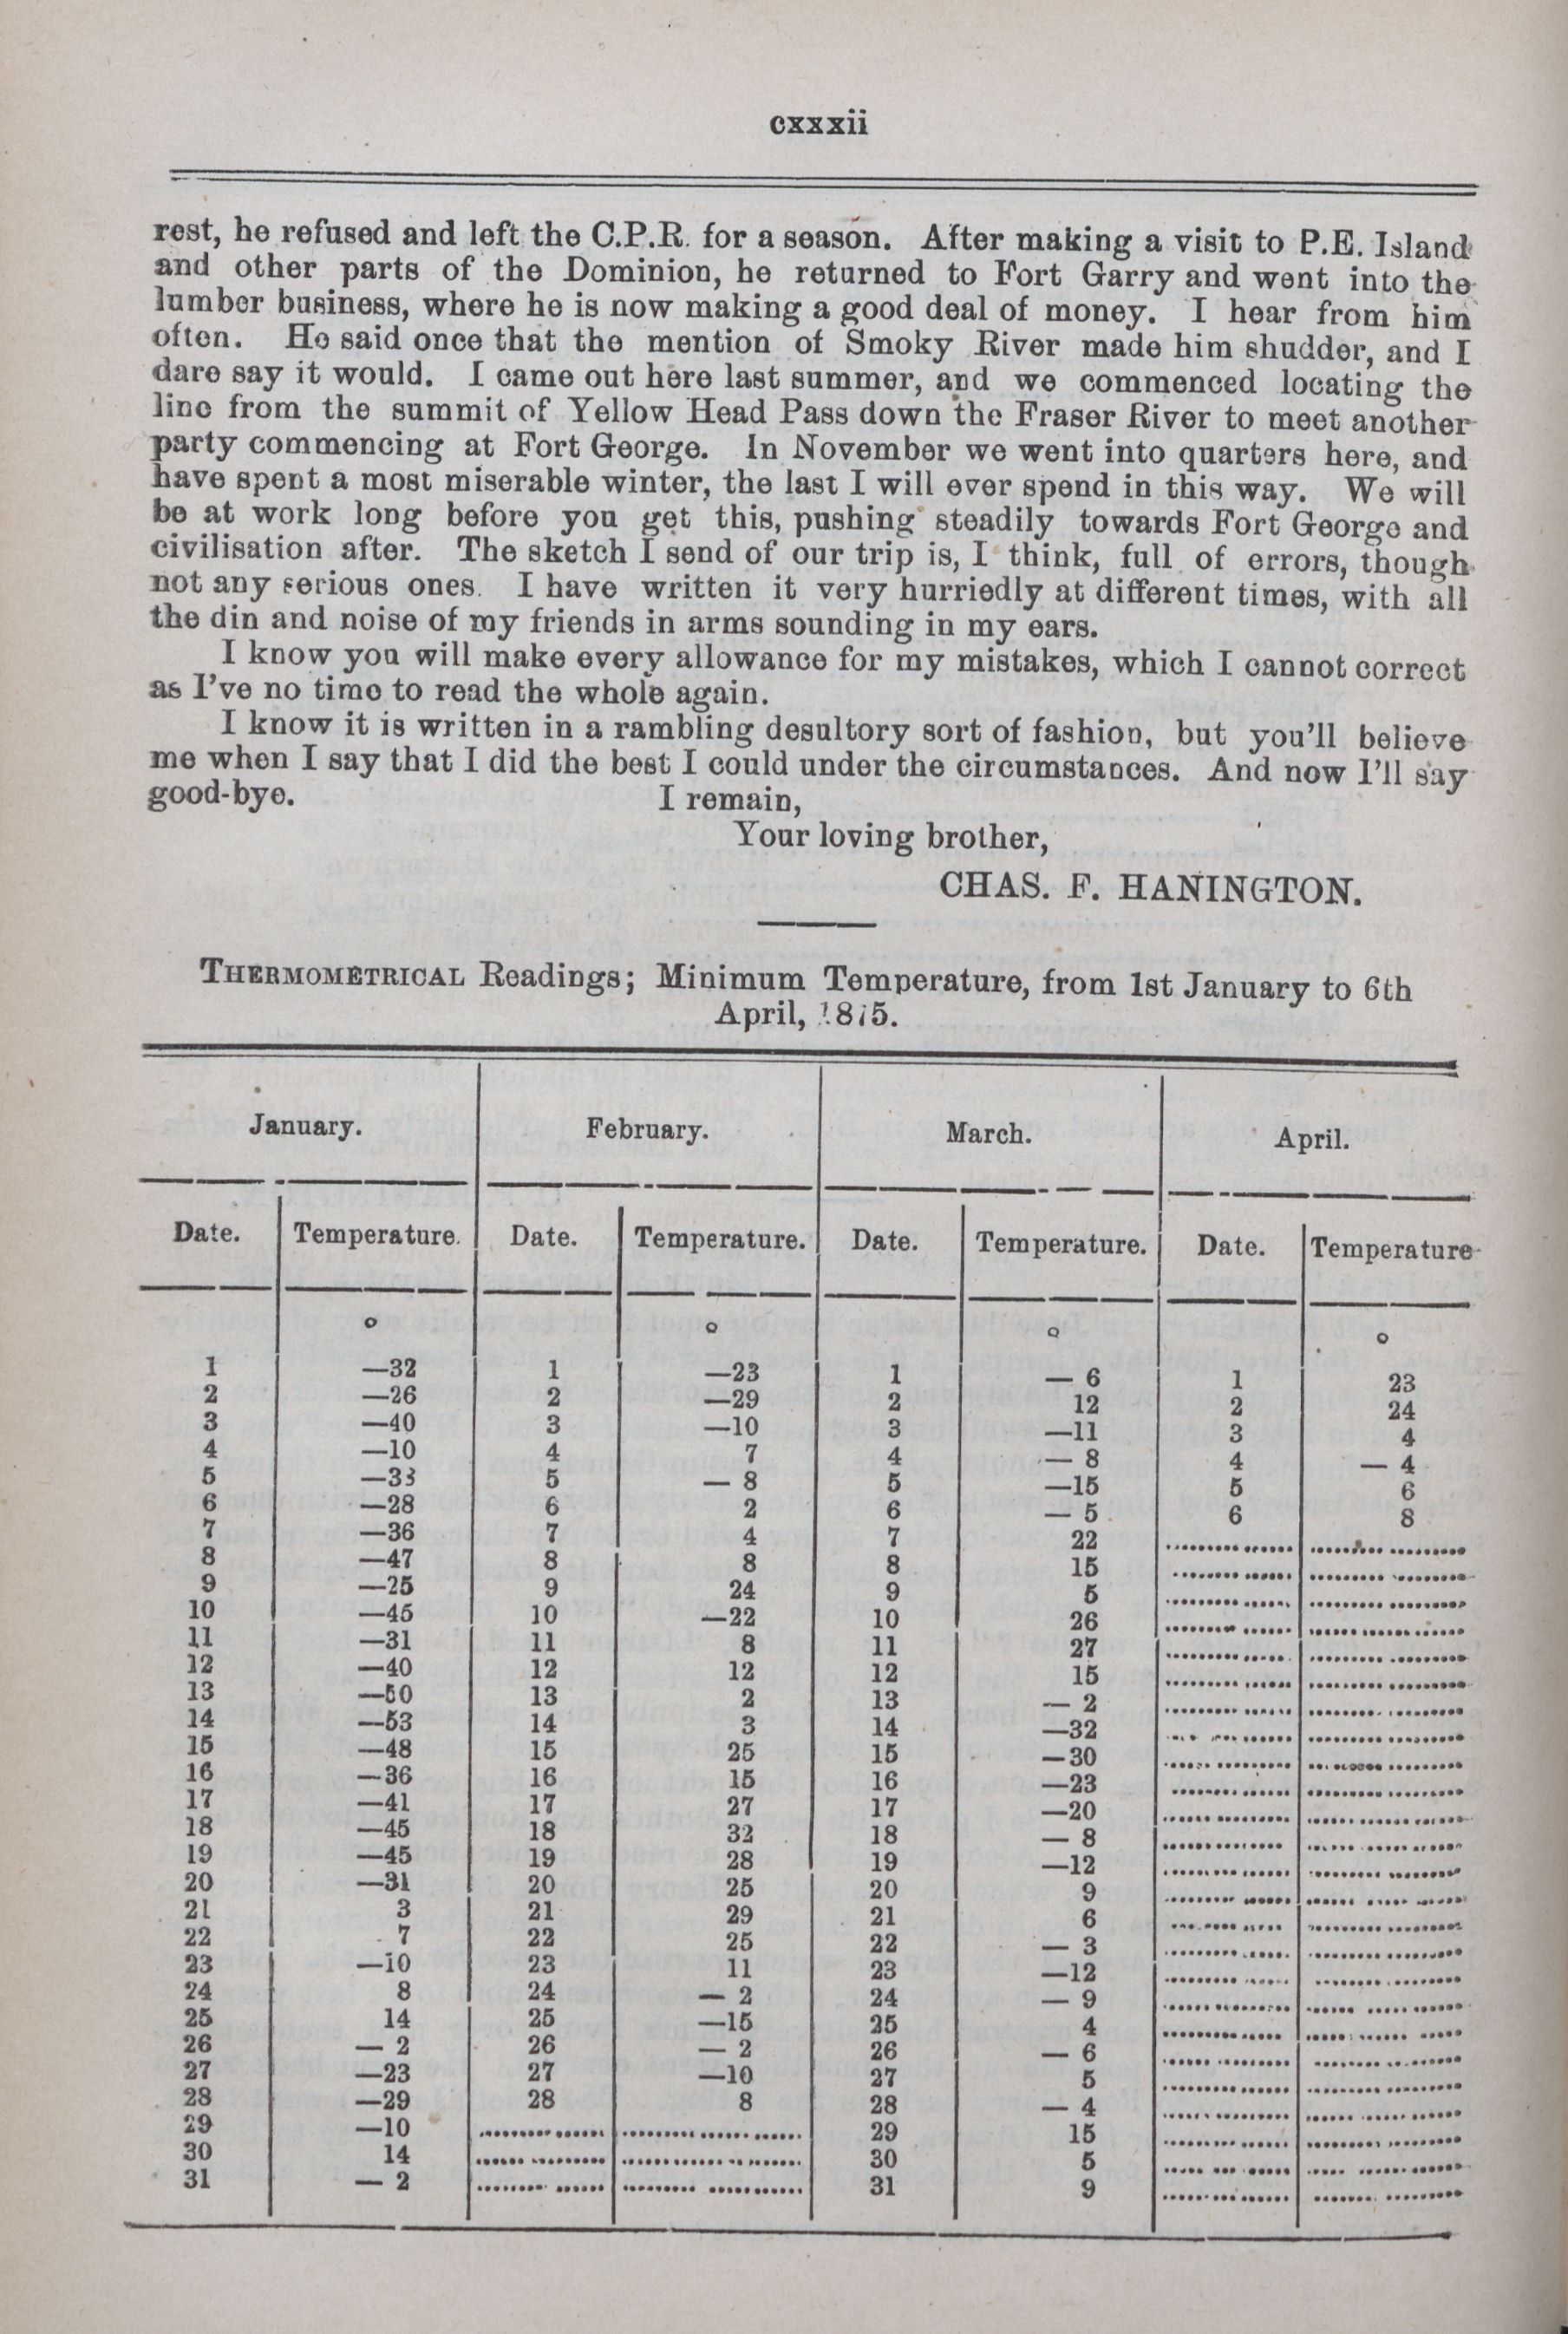 cxxxii
rest, he refused and left the C.P.R. for a season. After making a visit to P.E. Island
and other parts of the Dominion, he returned to Fort Garry and went into the
lumber business, where he is now making a good deal of money. I hear from him
often. He said once that the mention of Smoky River made him shudder, and I
dare say it would. I came out here last summer, and we commenced locating the
line from the summit of Yellow Head Pass down the Fraser River to meet another
party commencing at Fort George. In November we went into quarters here, and
have spent a most miserable winter, the last I will ever spend in this way. We will
be at work long before you get this, pushing steadily towards Fort George and
civilisation after. The sketch I send of our trip is, I think, full of errors, though
not any serious ones. I have written it very hurriedly at different times, with all
the din and noise of my friends in arms sounding in my ears.
I know you will make every allowance for my mistakes, which I cannot correct
as I've no time to read the whole again.
I know it is written in a rambling desultory sort of fashion, but you'll believe
me when I say that I did the best I could under the circumstances. And now I'll say
good-bye. I remain,
Your loving brother,
CHAS. F. HANINGTON.
THERMOMETRICAL Readings; Minimum Temperature, from 1st January to 6th
April, 1875.
January. February. March. April.
Date. Temperature. Date. Temperature. Date. Temperature. Date. Temperature
° ° ° °
1 —32 1 —23 1 — 6 1 23
2 —26 2 —29 2 12 2 24
3 —40 3 —10 3 —11 3 4
4 —10 4 7 4 — 8 4 — 4
5 —33 5 — 8 5 —15 5 6
6 —28 6 2 6 — 5 6 8
7 —36 7 4 7 22
8 —47 8 8 8 15
9 —25 9 24 9 5
10 —45 10 —22 10 26
11 —31 11 8 11 27
12 —40 12 12 12 15
13 —50 13 2 13 — 2
14 —53 14 3 14 —32
15 —48 15 25 15 —30
16 —36 16 15 16 —23
17 —41 17 27 17 —20
18 —45 18 32 18 — 8
19 —45 19 28 19 —12
20 —31 20 25 20 9
21 3 21 29 21 6
22 7 22 25 22 — 3
23 —10 23 11 23 —12
24 8 24 — 2 24 — 9
25 14 25 —15 25 4
26 — 2 26 — 2 26 — 6
27 —23 27 —10 27 5
28 —29 28 8 28 — 4
29 —10 29 15
30 14 30 5
31 — 2 31 9